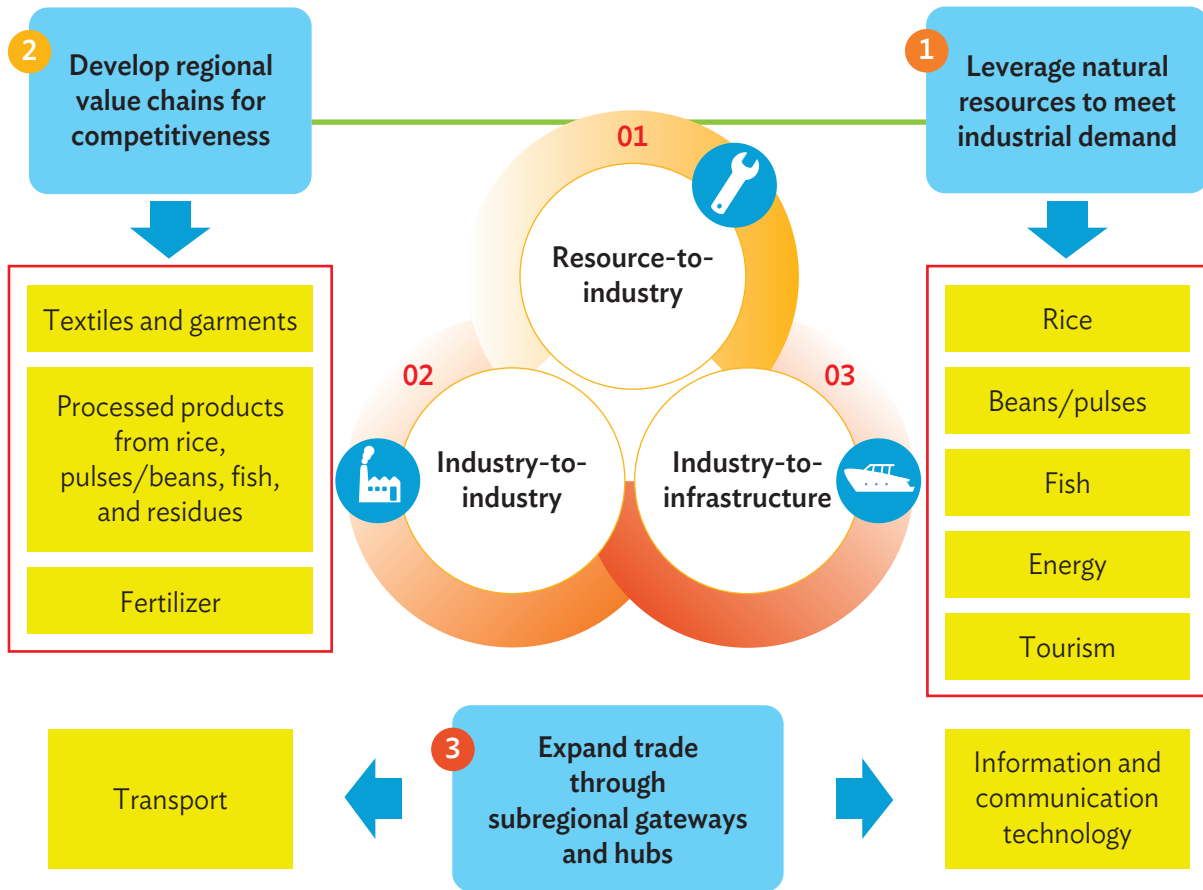 2
Develop regional
value chains for
competitiveness
1
Leverage natural
resources to meet
industrial demand
01
Resource-to-
industry
02
Industry-to-
industry
03
Industry-to-
infrastructure
Textiles and garments
Processed products
from rice,
pulses/beans, fish,
and residues
Fertilizer
Rice
Beans/pulses
Fish
Energy
Tourism
Transport
3
Expand trade
through
subregional gateways
and hubs
Information and
communication
technology